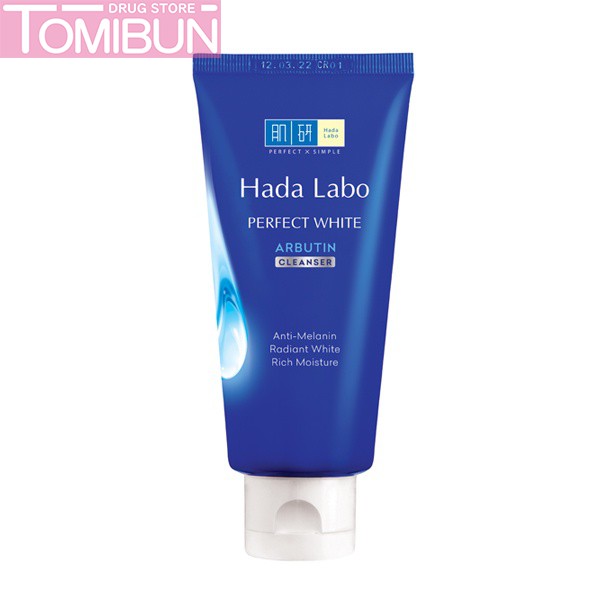 DRUG STORE
TOMIBUN
12.03.22 CR01
肌研
Hada
Labo
PERFECT × SIMPLE
Hada Labo
PERFECT WHITE
ARBUTIN
CLEANSER
Anti-Melanin
Radiant White
Rich Moisture